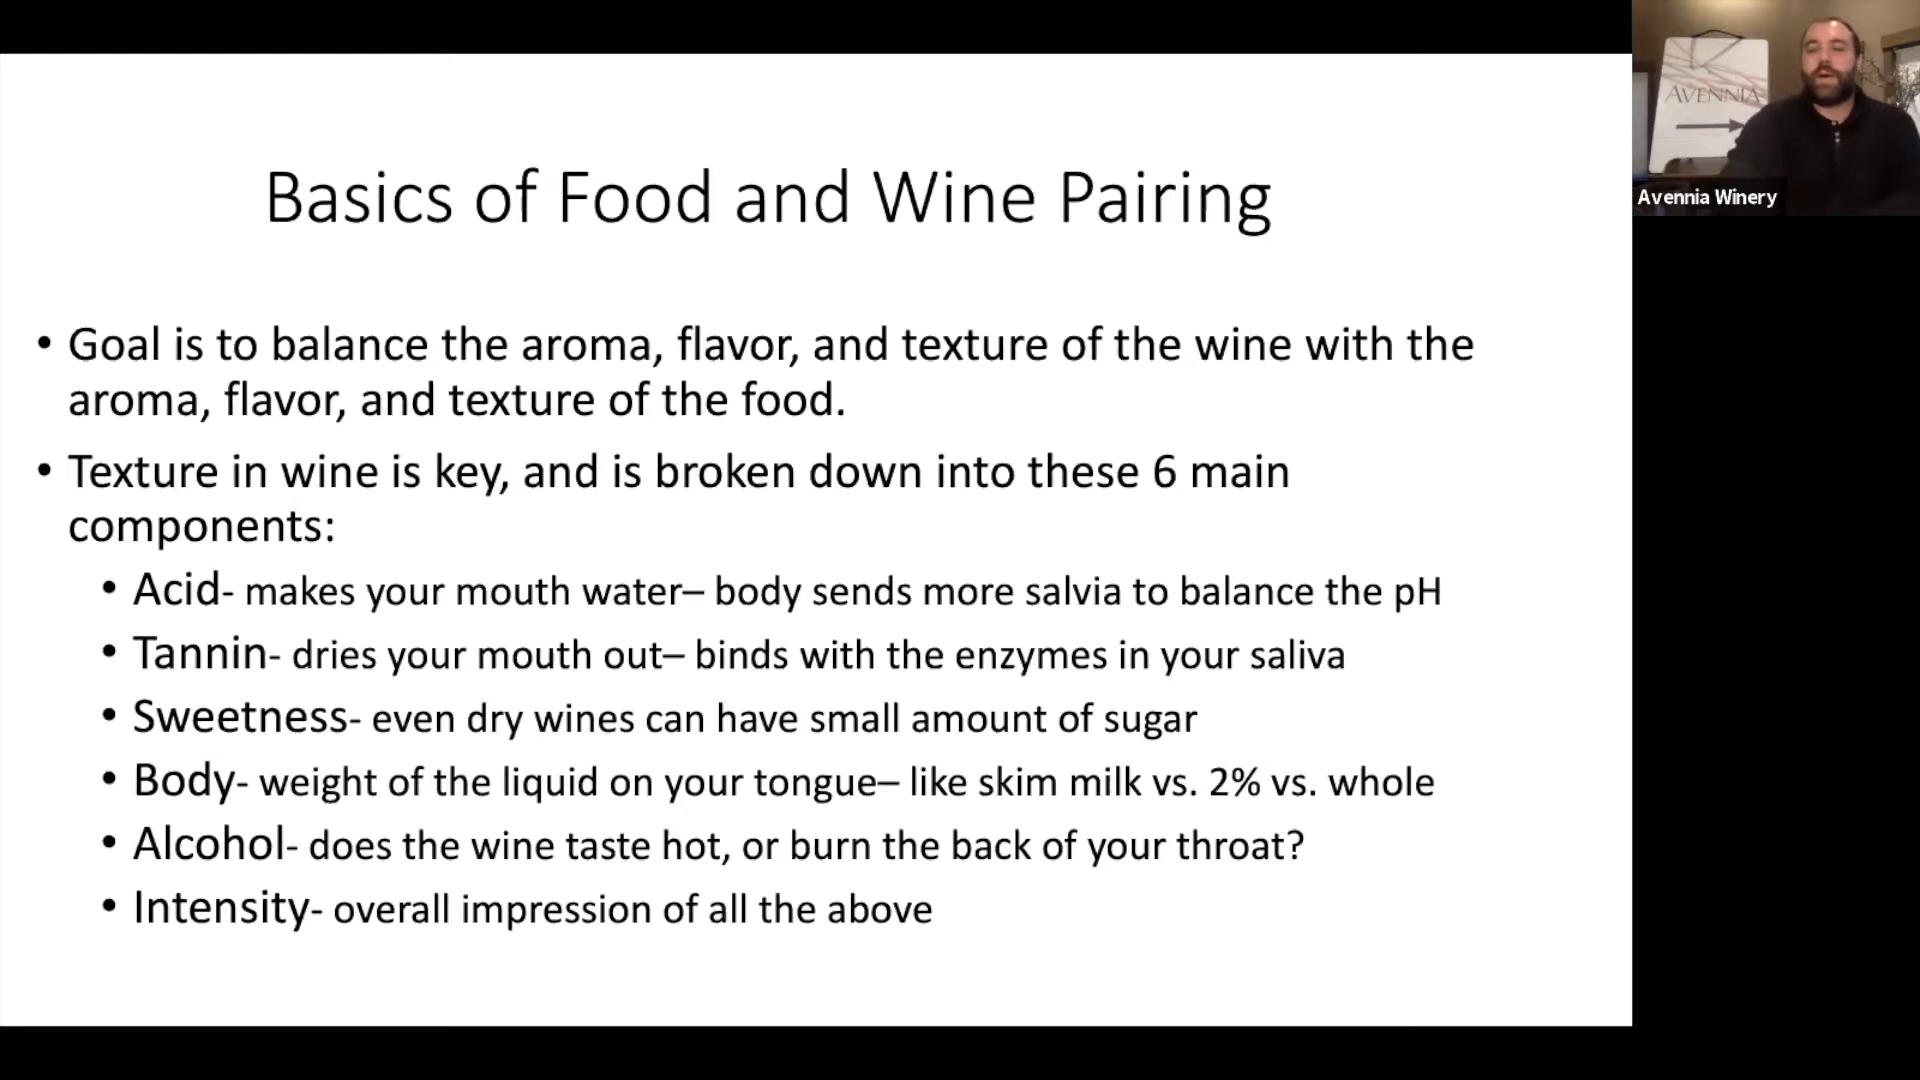 Basics of Food and Wine Pairing
• Goal is to balance the aroma, flavor, and texture of the wine with the
aroma, flavor, and texture of the food.
• Texture in wine is key, and is broken down into these 6 main
components:
• Acid- makes your mouth water– body sends more salvia to balance the pH
• Tannin- dries your mouth out– binds with the enzymes in your saliva
• Sweetness- even dry wines can have small amount of sugar
• Body- weight of the liquid on your tongue– like skim milk vs. 2% vs. whole
• Alcohol- does the wine taste hot, or burn the back of your throat?
• Intensity- overall impression of all the above
AVENNIA
Avennia Winery